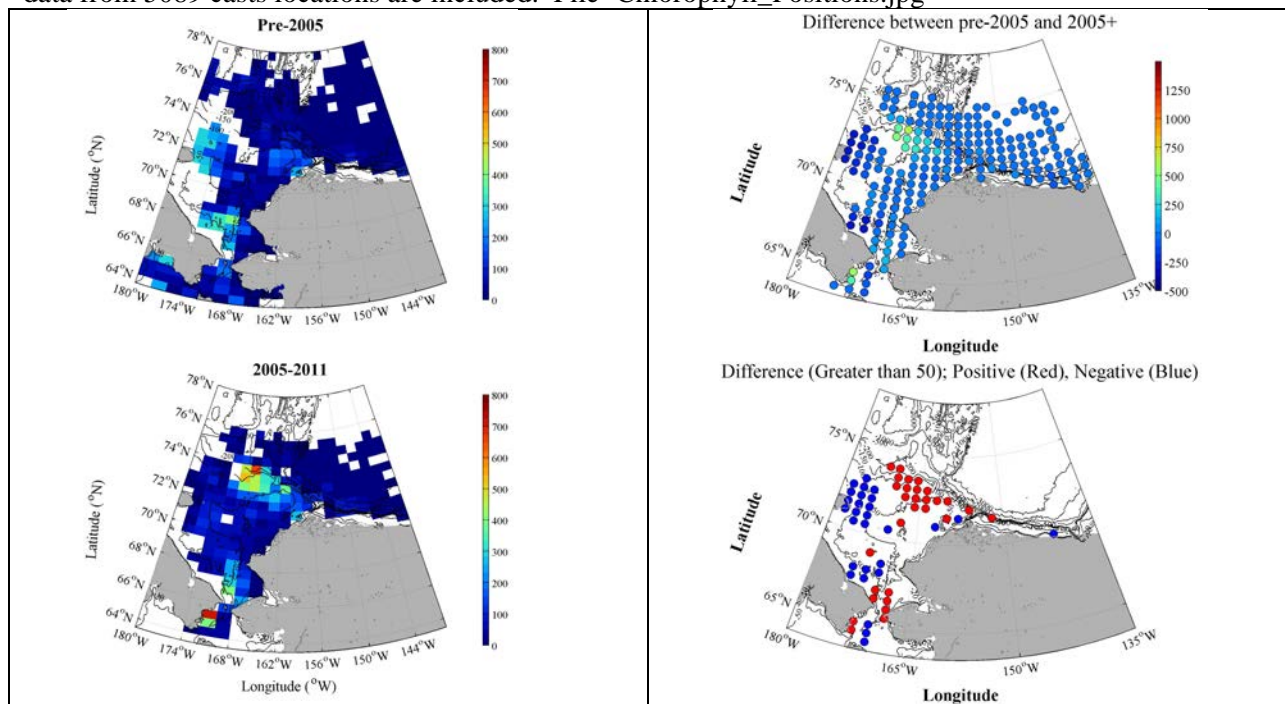 data from 5089 casts locations are included. File "Chlorophyll_Positions.jpg"
Pre-2005
78°N
76°N
74°N
72°N
70°N
68°N
66°N
64°N
Latitude (°N)
180°W 174°W 168°W 162°W 156°W 150°W 144°W
800
700
600
500
400
300
200
100
0
2005-2011
78°N
76°N
74°N
72°N
70°N
68°N
66°N
64°N
Latitude (°N)
180°W 174°W 168°W 162°W 156°W 150°W 144°W
Longitude (°W)
800
700
600
500
400
300
200
100
0
Difference between pre-2005 and 2005+
75°N
70°N
65°N
Latitude
180°W 165°W 150°W 135°W
Longitude
1250
1000
750
500
250
0
-250
-500
Difference (Greater than 50); Positive (Red), Negative (Blue)
75°N
70°N
65°N
Latitude
180°W 165°W 150°W 135°W
Longitude